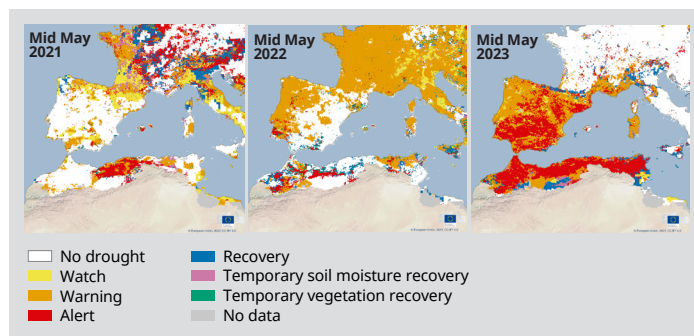 Mid May
2021
Mid May
2022
Mid May
2023
No drought
Watch
Warning
Alert
Recovery
Temporary soil moisture recovery
Temporary vegetation recovery
No data